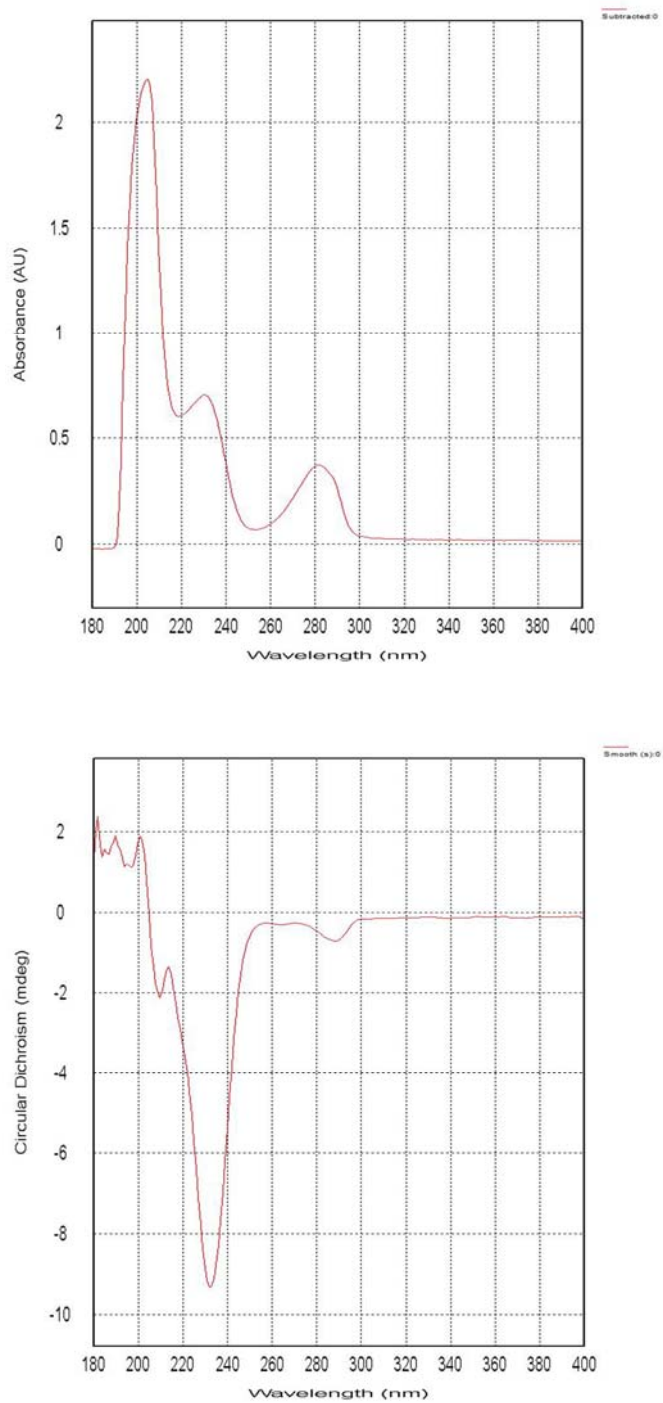 Subtracted:0
Absorbance (AU)
2
1.5
1
0.5
0
180 200 220 240 260 280 300 320 340 360 380 400
Wavelength (nm)
Smooth (s):0
Circular Dichroism (mdeg)
2
0
-2
-4
-6
-8
-10
180 200 220 240 260 280 300 320 340 360 380 400
Wavelength (nm)